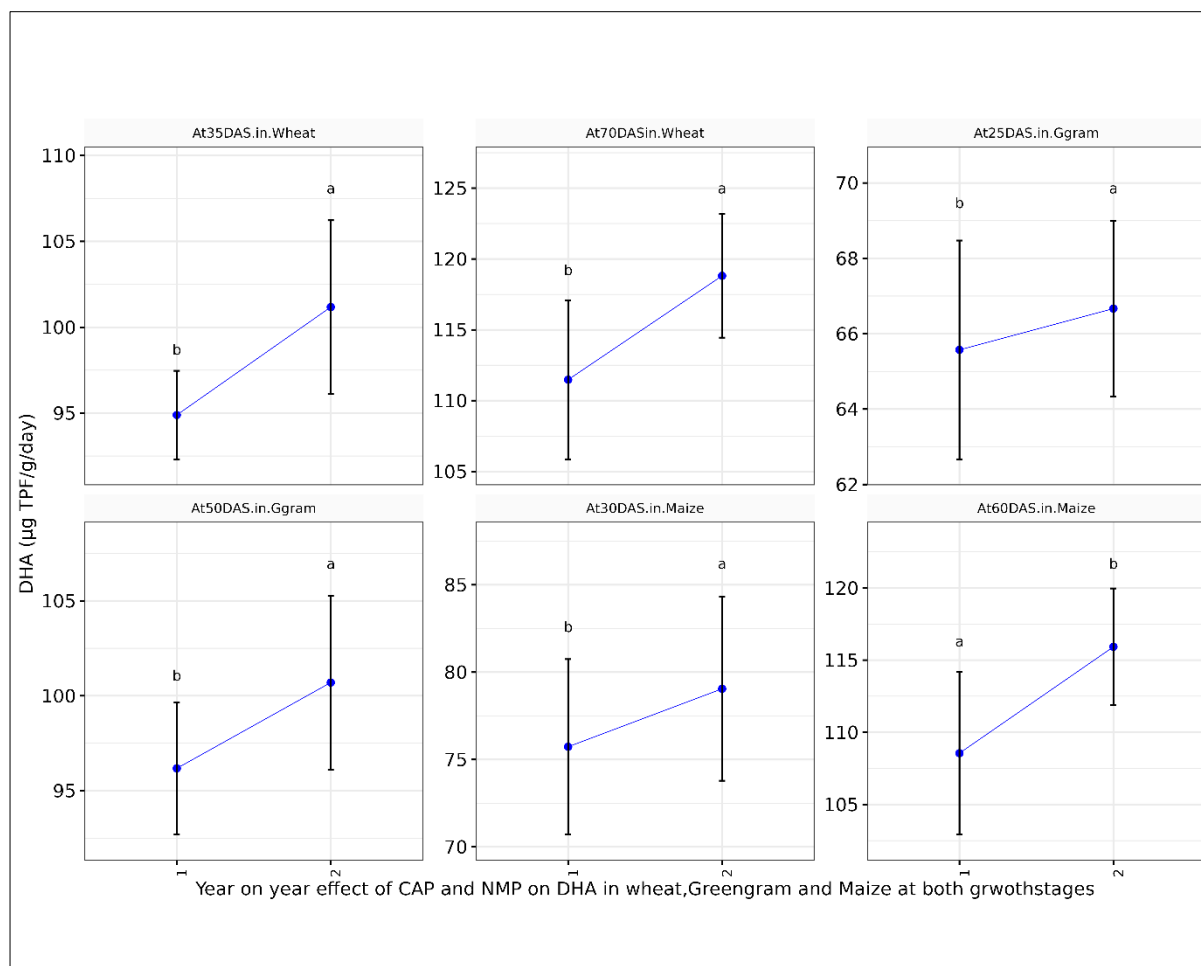 At35DAS.in.Wheat
At70DASin.Wheat
At25DAS.in.Ggram
110
105
100
95
b
a
125
120
115
110
105
b
a
70
68
66
64
62
b
a
At50DAS.in.Ggram
At30DAS.in.Maize
At60DAS.in.Maize
105
100
95
b
a
85
80
75
70
b
a
120
115
110
105
a
b
1
2
1
2
1
2
DHA (µg TPF/g/day)
Year on year effect of CAP and NMP on DHA in wheat,Greengram and Maize at both grwothstages